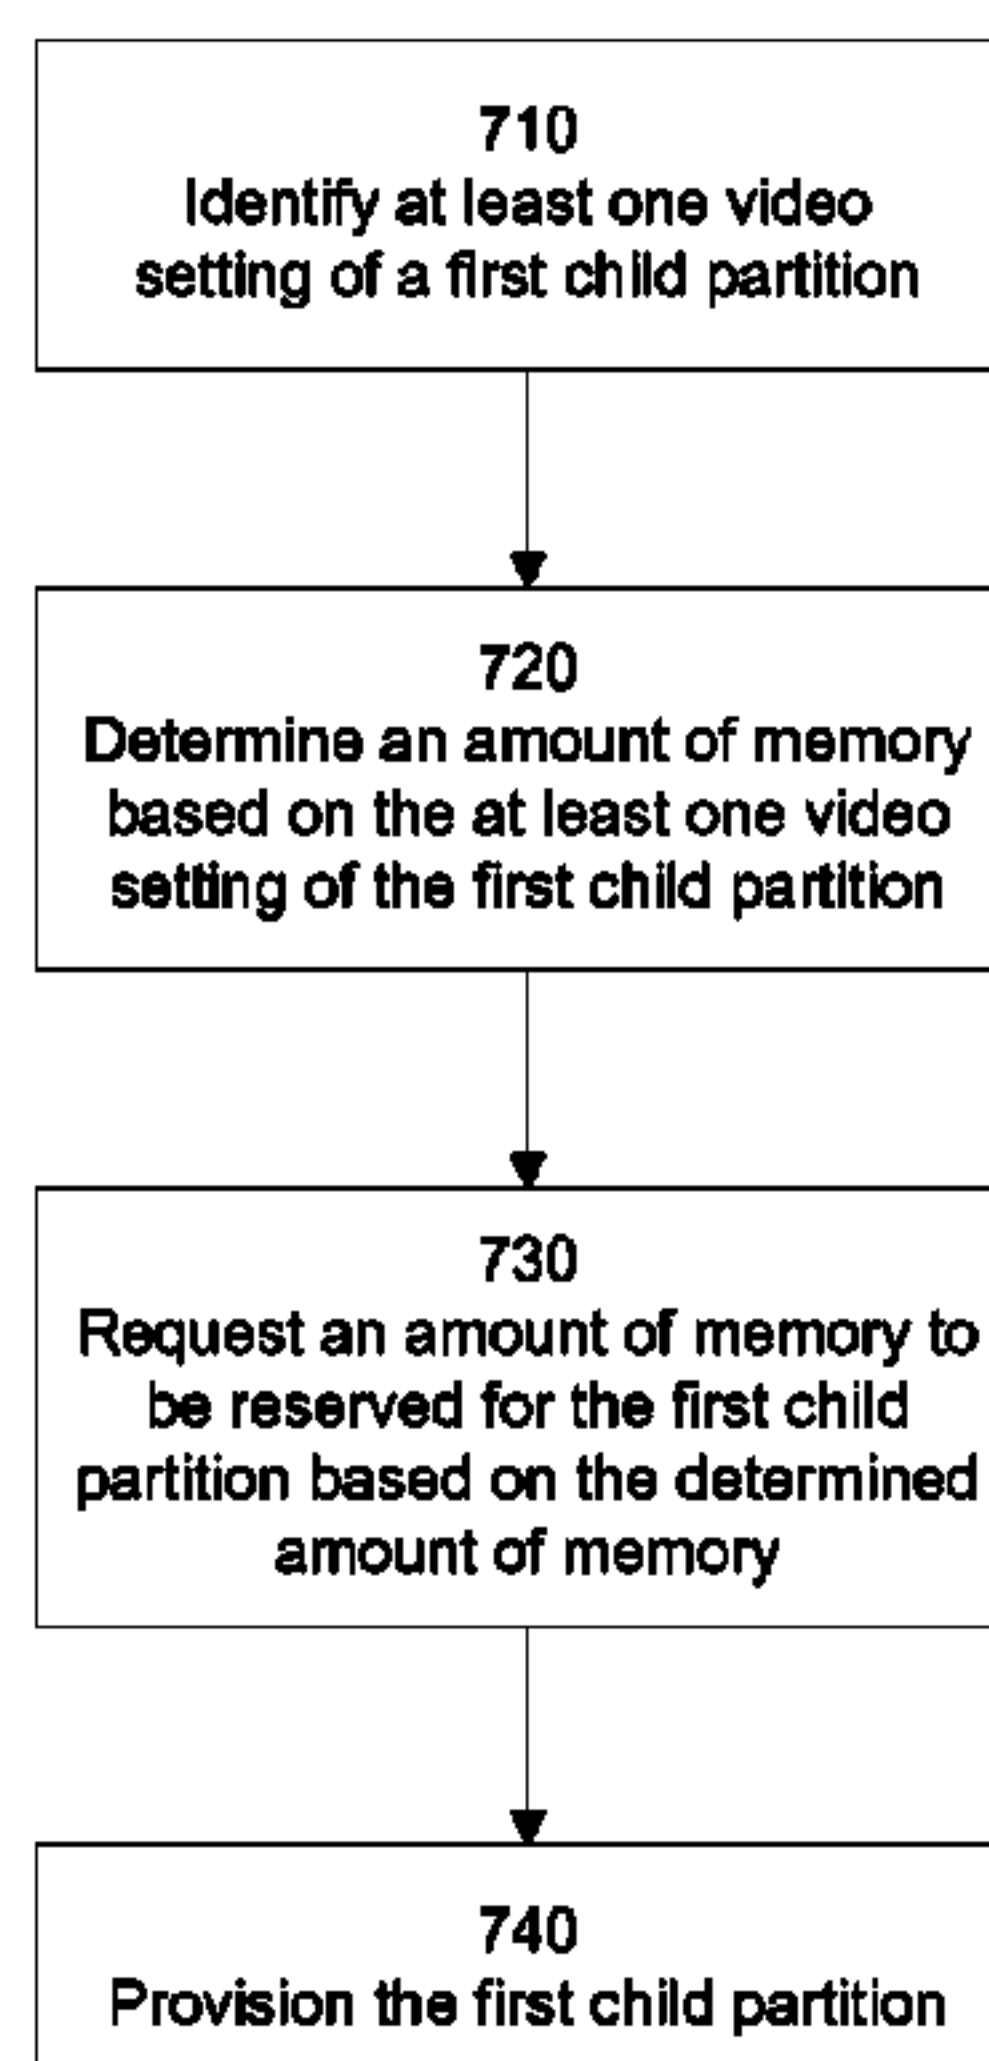 710
Identify at least one video
setting of a first child partition
720
Determine an amount of memory
based on the at least one video
setting of the first child partition
730
Request an amount of memory to
be reserved for the first child
partition based on the determined
amount of memory
740
Provision the first child partition